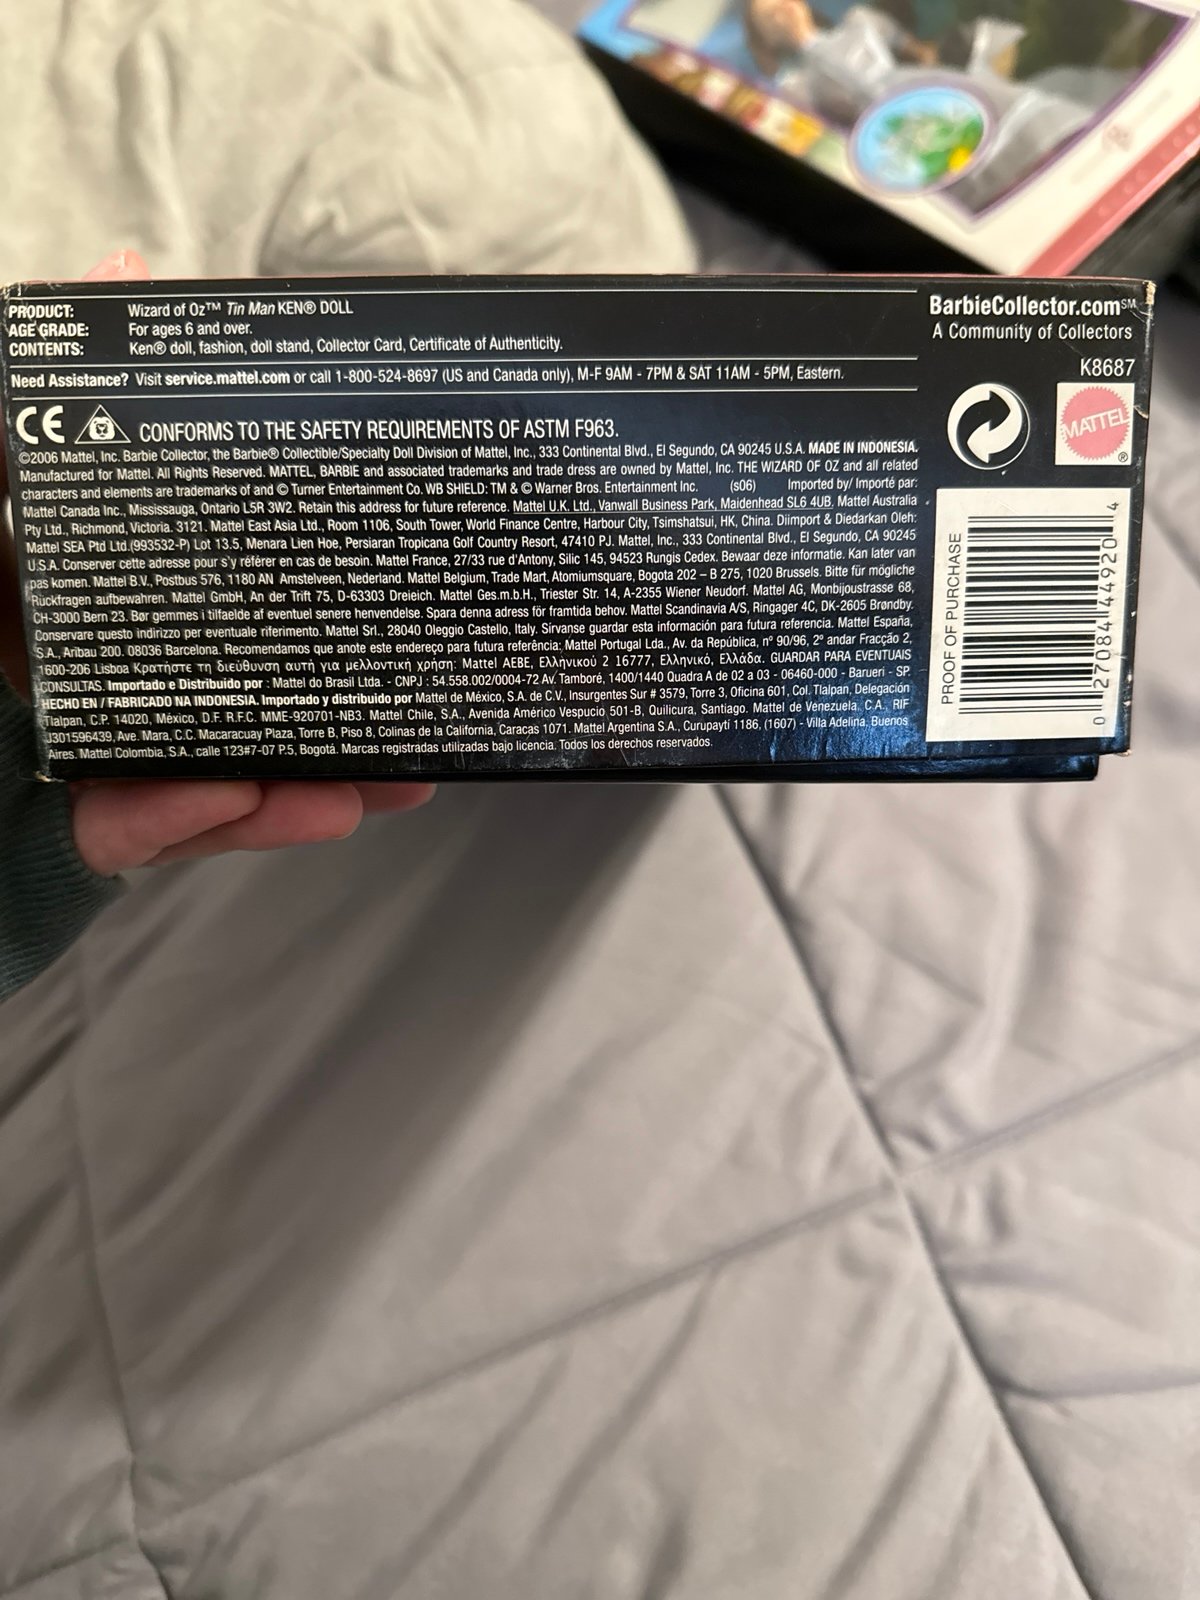 PRODUCT: Wizard of Oz™ Tin Man KEN® DOLL
AGE GRADE: For ages 6 and over.
CONTENTS: Ken® doll, fashion, doll stand, Collector Card, Certificate of Authenticity.
Need Assistance? Visit service.mattel.com or call 1-800-524-8697 (US and Canada only), M-F 9AM - 7PM & SAT 11AM - 5PM, Eastern.
CE CONFORMS TO THE SAFETY REQUIREMENTS OF ASTM F963.
©2006 Mattel, Inc. Barbie Collector, the Barbie® Collectible/Specialty Doll Division of Mattel, Inc., 333 Continental Blvd., El Segundo, CA 90245 U.S.A. MADE IN INDONESIA.
Manufactured for Mattel. All Rights Reserved. MATTEL, BARBIE and associated trademarks and trade dress are owned by Mattel, Inc. THE WIZARD OF OZ and all related
characters and elements are trademarks of and © Turner Entertainment Co. WB SHIELD: TM & © Warner Bros. Entertainment Inc. (s06) Imported by/ Importé par:
Mattel Canada Inc., Mississauga, Ontario L5R 3W2. Retain this address for future reference. Mattel U.K. Ltd., Vanwall Business Park, Maidenhead SL6 4UB. Mattel Australia
Pty Ltd., Richmond, Victoria. 3121. Mattel East Asia Ltd., Room 1106, South Tower, World Finance Centre, Harbour City, Tsimshatsui, HK, China. Diimport & Diedarkan Oleh:
Mattel SEA Ptd Ltd.(993532-P) Lot 13.5, Menara Lien Hoe, Persiaran Tropicana Golf Country Resort, 47410 PJ. Mattel, Inc., 333 Continental Blvd., El Segundo, CA 90245
U.S.A. Conserver cette adresse pour s'y référer en cas de besoin. Mattel France, 27/33 rue d'Antony, Silic 145, 94523 Rungis Cedex. Bewaar deze informatie. Kan later van
pas komen. Mattel B.V., Postbus 576, 1180 AN Amstelveen, Nederland. Mattel Belgium, Trade Mart, Atomiumsquare, Bogota 202 – B 275, 1020 Brussels. Bitte für mögliche
Rückfragen aufbewahren. Mattel GmbH, An der Trift 75, D-63303 Dreieich. Mattel Ges.m.b.H., Triester Str. 14, A-2355 Wiener Neudorf. Mattel AG, Monbijoustrasse 68,
CH-3000 Bern 23. Bør gemmes i tilfaelde af eventuel senere henvendelse. Spara denna adress för framtida behov. Mattel Scandinavia A/S, Ringager 4C, DK-2605 Brøndby.
Conservare questo indirizzo per eventuale riferimento. Mattel Srl., 28040 Oleggio Castello, Italy. Sírvanse guardar esta información para futura referencia. Mattel España,
S.A., Aribau 200. 08036 Barcelona. Recomendamos que anote este endereço para futura referência: Mattel Portugal Lda., Av. da República, nº 90/96, 2º andar Fracção 2,
1600-206 Lisboa Κρατήστε τη διεύθυνση αυτή για μελλοντική χρήση: Mattel AEBE, Ελληνικού 2 16777, Ελληνικό, Ελλάδα. GUARDAR PARA EVENTUAIS
CONSULTAS. Importado e Distribuido por : Mattel do Brasil Ltda. - CNPJ : 54.558.002/0004-72 Av. Tamboré, 1400/1440 Quadra A de 02 a 03 - 06460-000 - Barueri - SP.
HECHO EN / FABRICADO NA INDONESIA. Importado y distribuido por Mattel de México, S.A. de C.V., Insurgentes Sur # 3579, Torre 3, Oficina 601, Col. Tlalpan, Delegación
Tlalpan, C.P. 14020, México, D.F. R.F.C. MME-920701-NB3. Mattel Chile, S.A., Avenida Américo Vespucio 501-B, Quilicura, Santiago. Mattel de Venezuela, C.A. RIF
J301596439, Ave. Mara, C.C. Macaracuay Plaza, Torre B, Piso 8, Colinas de la California, Caracas 1071. Mattel Argentina S.A., Curupaytí 1186, (1607) - Villa Adelina, Buenos
Aires. Mattel Colombia, S.A., calle 123#7-07 P.5, Bogotá. Marcas registradas utilizadas bajo licencia. Todos los derechos reservados.
BarbieCollector.com℠
A Community of Collectors
K8687
MATTEL®
PROOF OF PURCHASE
0 27084 44920 4